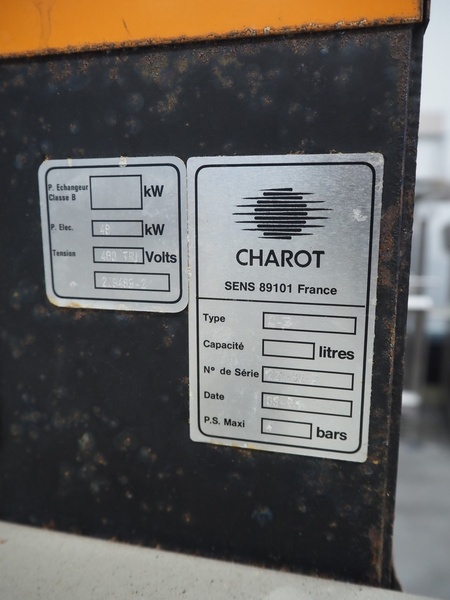 P. Echangeur
Classe B
kW
P. Elec.
48
kW
Tension
Volts
CHAROT
SENS 89101 France
Type
Capacité
litres
Nº de Série
Date
P.S. Maxi
bars